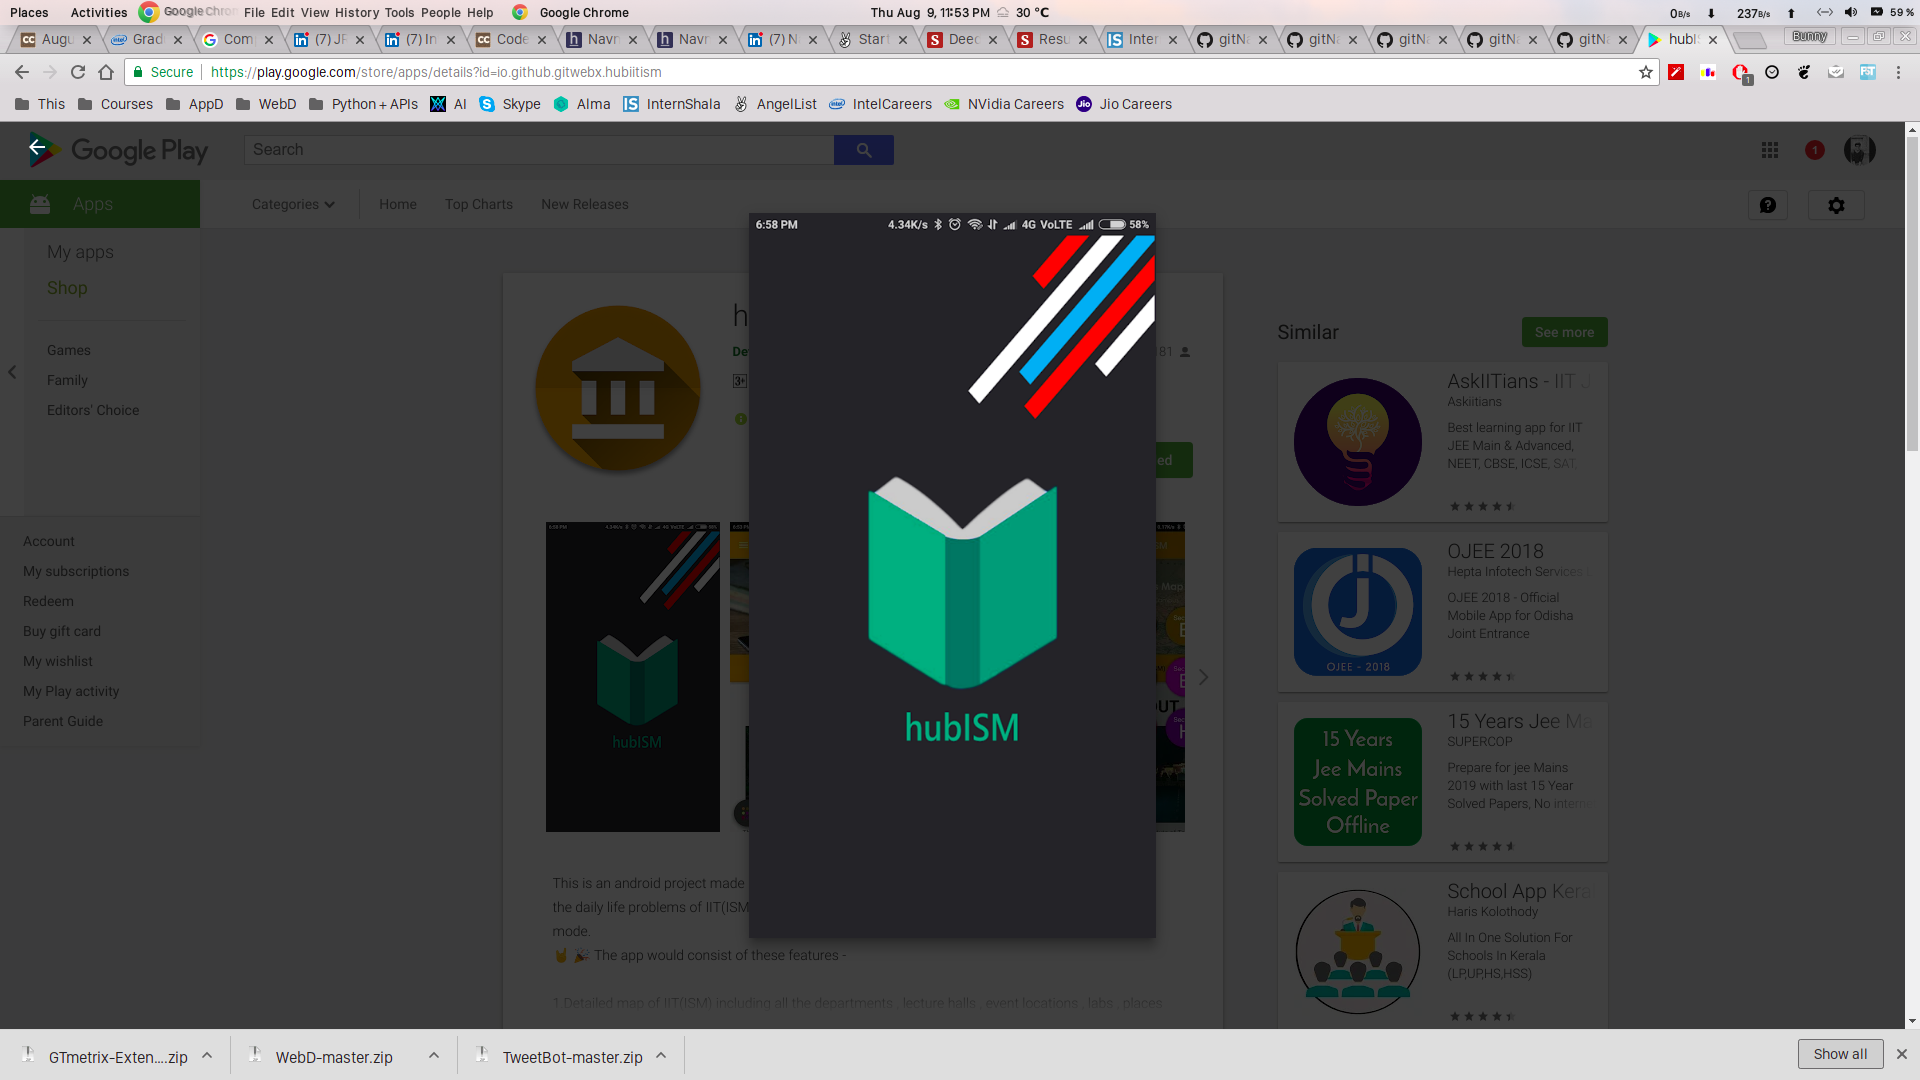 Places Activities Google Chrome File Edit View History Tools People Help Google Chrome Thu Aug 9, 11:53 PM 30 °C 0B/s 237B/s 59 %
Augu Grad Com (7) JF (7) In Code Navr Navr (7) N Start Deec Resu Inter gitNa gitNa gitNa gitNa gitNa hubI Bunny
Secure https://play.google.com/store/apps/details?id=io.github.gitwebx.hubiitism
This Courses AppD WebD Python + APIs AI Skype Alma InternShala AngelList IntelCareers NVidia Careers Jio Careers
Google Play Search 1
Apps Categories Home Top Charts New Releases
My apps
Shop
Games
Family
Editors' Choice
Account
My subscriptions
Redeem
Buy gift card
My wishlist
My Play activity
Parent Guide
6:58 PM 4.34K/s 4G VoLTE 58%
hubISM
h
De
3+
181
ed
hubISM
This is an android project made
the daily life problems of IIT(ISM
mode.
The app would consist of these features -
1.Detailed map of IIT(ISM) including all the departments , lecture halls , event locations , labs , places
Similar See more
AskIITians - IIT J
Askiitians
Best learning app for IIT
JEE Main & Advanced,
NEET, CBSE, ICSE, SAT,
OJEE 2018
Hepta Infotech Services
OJEE 2018 - Official
Mobile App for Odisha
Joint Entrance
OJEE - 2018
15 Years Jee Ma
SUPERCOP
Prepare for jee Mains
2019 with last 15 Year
Solved Papers, No intern
15 Years
Jee Mains
Solved Paper
Offline
School App Kera
Haris Kolothody
All In One Solution For
Schools In Kerala
(LP,UP,HS,HSS)
GTmetrix-Exten....zip WebD-master.zip TweetBot-master.zip Show all